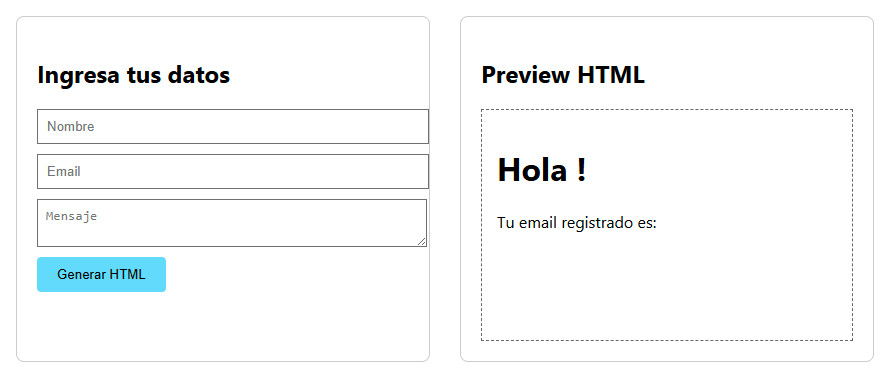 Ingresa tus datos
Nombre
Email
Mensaje
Generar HTML
Preview HTML
Hola !
Tu email registrado es: